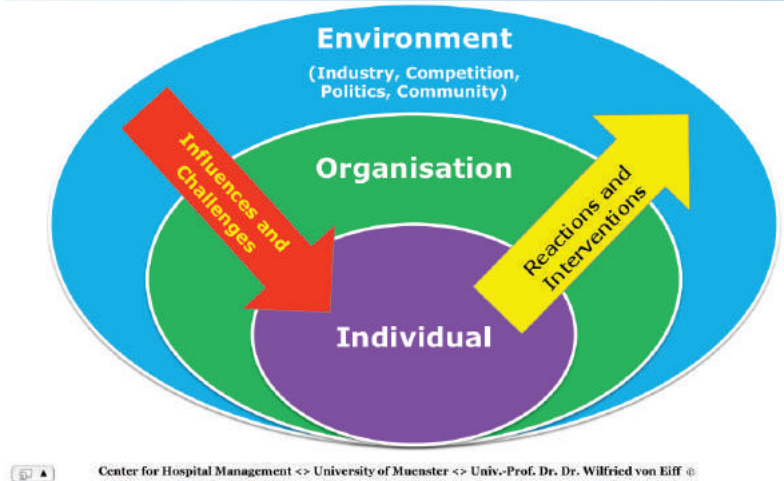 Environment
(Industry, Competition,
Politics, Community)
Influences and
Challenges
Organisation
Reactions and
Interventions
Individual
Center for Hospital Management <> University of Muenster <> Univ.-Prof. Dr. Dr. Wilfried von Eiff ©